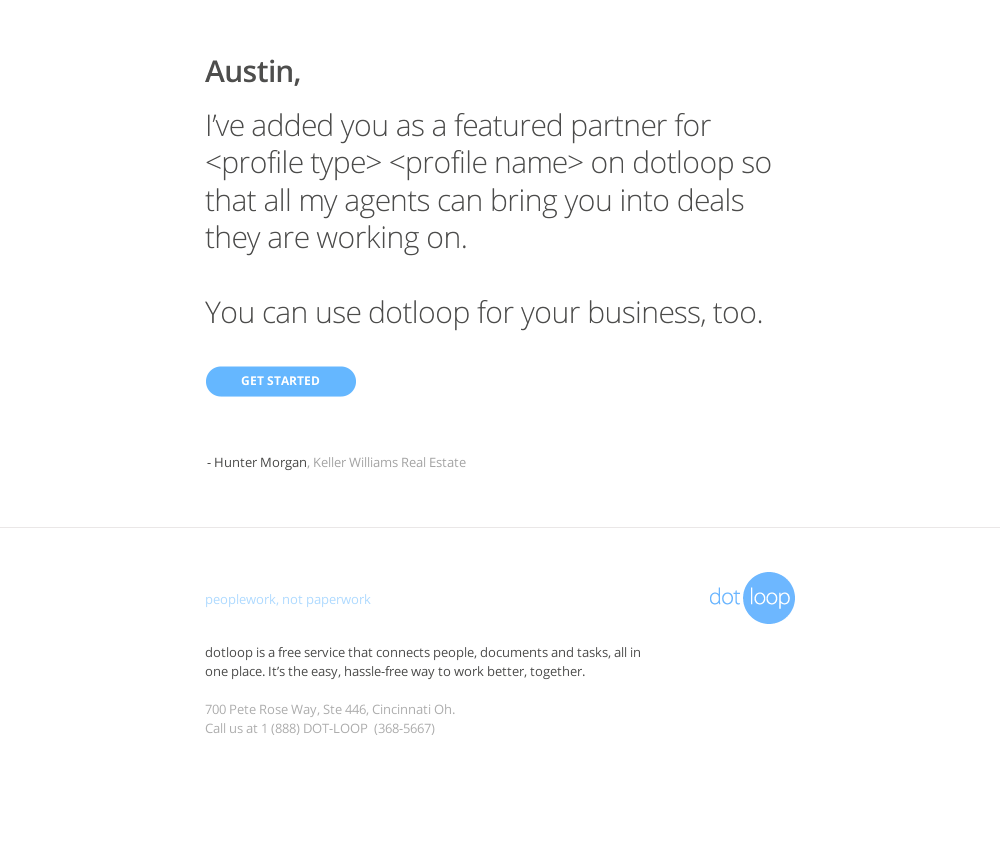 Austin,
I’ve added you as a featured partner for
<profile type> <profile name> on dotloop so
that all my agents can bring you into deals
they are working on.
You can use dotloop for your business, too.
GET STARTED
- Hunter Morgan, Keller Williams Real Estate
peoplework, not paperwork
dot loop
dotloop is a free service that connects people, documents and tasks, all in
one place. It’s the easy, hassle-free way to work better, together.
700 Pete Rose Way, Ste 446, Cincinnati Oh.
Call us at 1 (888) DOT-LOOP  (368-5667)